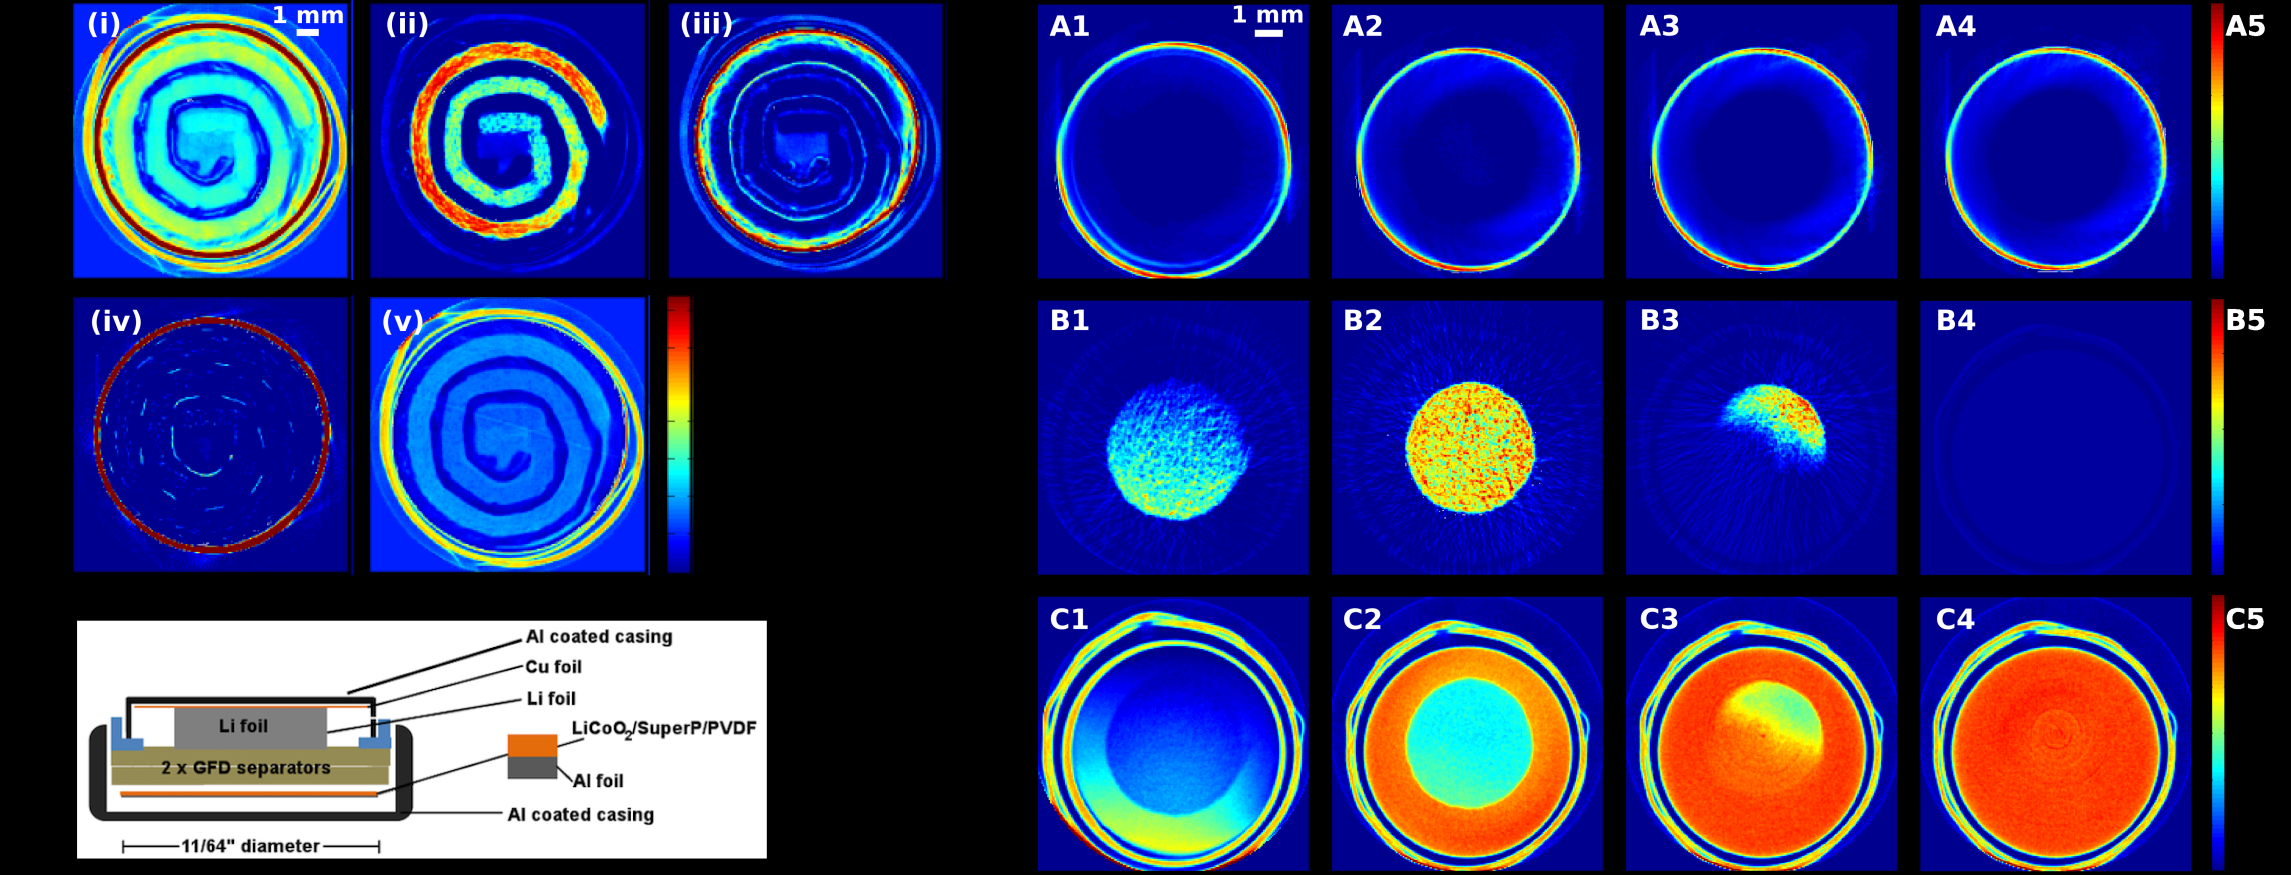 (i) 1 mm (ii) (iii) A1 1 mm A2 A3 A4 A5
(iv) (v) B1 B2 B3 B4 B5
C1 C2 C3 C4 C5
Al coated casing
Cu foil
Li foil
Li foil
LiCoO2/SuperP/PVDF
2 x GFD separators
Al foil
Al coated casing
11/64" diameter